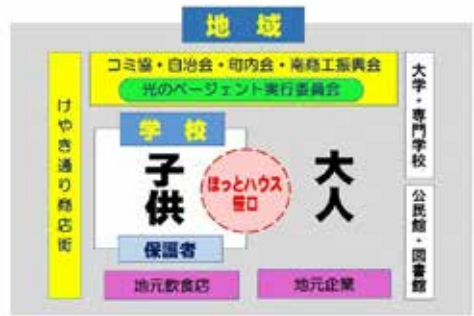 地域
コミ協・自治会・町内会・南商工振興会
光のページェント実行委員会
けやき通り商店街
学校
子供
ほっとハウス
笹口
大人
保護者
地元飲食店
地元企業
大学・専門学校
公民館・図書館